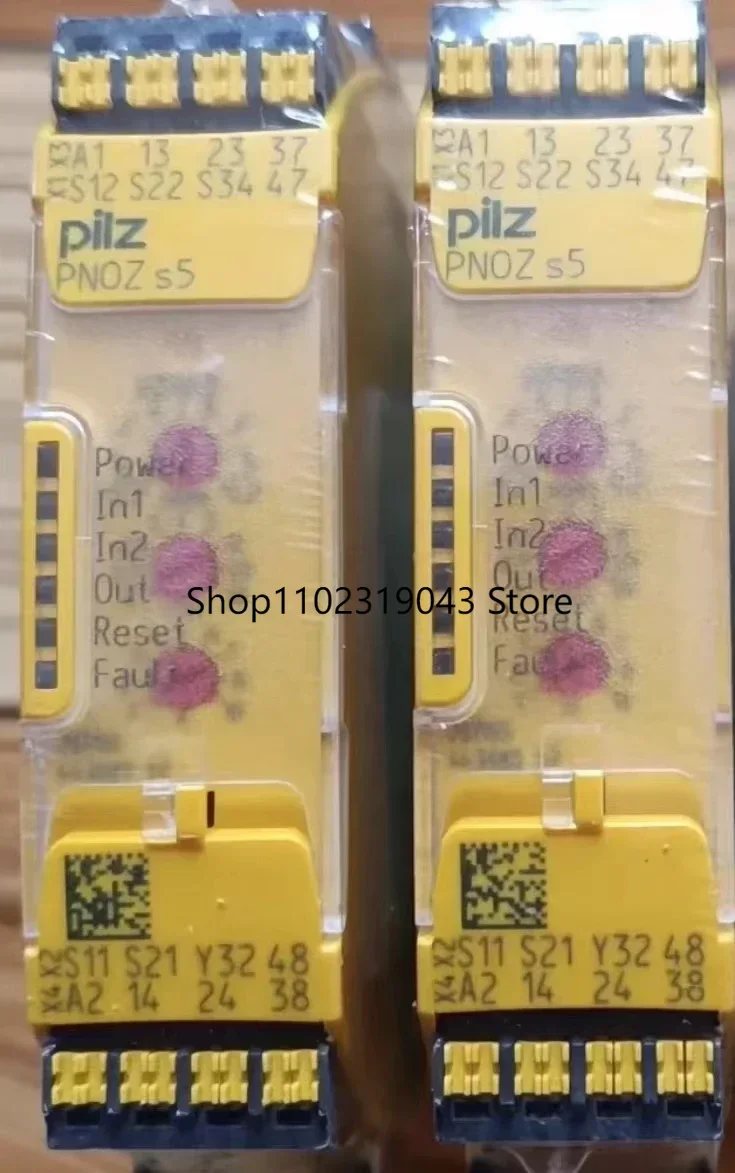 X3 A1 13 23 37
X1 S12 S22 S34 47
pilz
PNOZ s5
Power
In1
In2
Out
Reset
Fault
X2 S11 S21 Y32 48
X4 A2 14 24 38
X3 A1 13 23 37
X1 S12 S22 S34 47
pilz
PNOZ s5
Power
In1
In2
Out
Reset
Fault
X2 S11 S21 Y32 48
X4 A2 14 24 38
Shop1102319043 Store